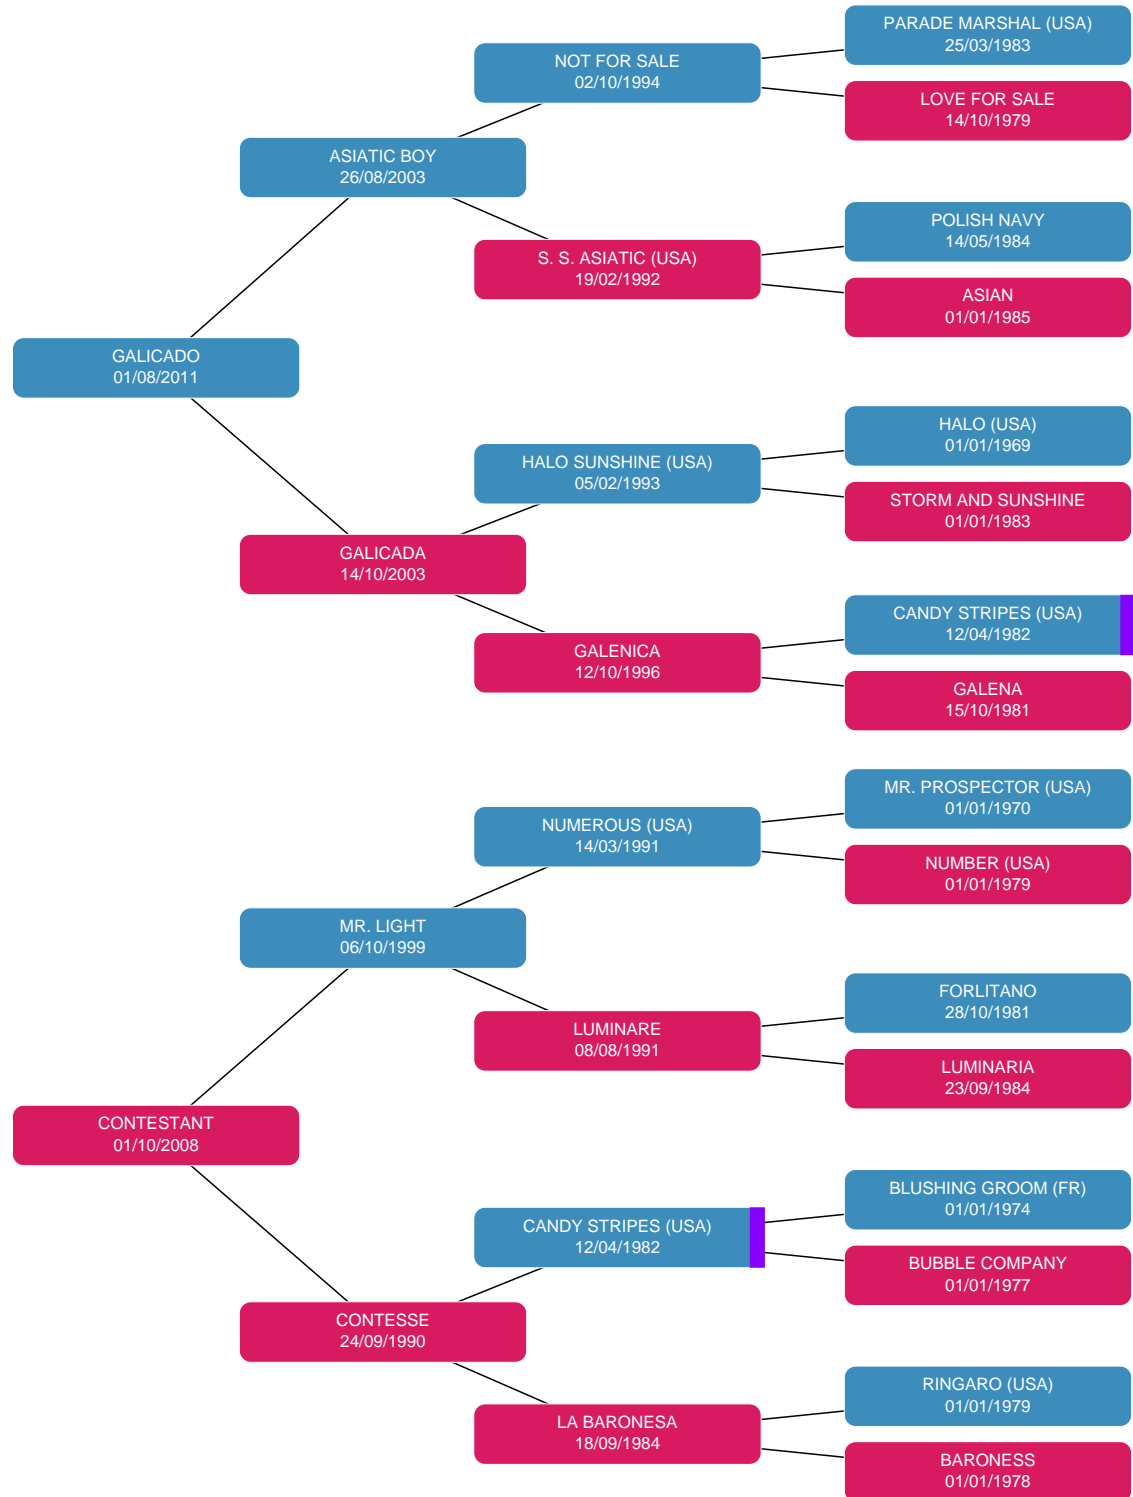 PARADE MARSHAL (USA)
25/03/1983
NOT FOR SALE
02/10/1994
LOVE FOR SALE
14/10/1979
ASIATIC BOY
26/08/2003
POLISH NAVY
14/05/1984
S. S. ASIATIC (USA)
19/02/1992
ASIAN
01/01/1985
GALICADO
01/08/2011
HALO (USA)
01/01/1969
HALO SUNSHINE (USA)
05/02/1993
STORM AND SUNSHINE
01/01/1983
GALICADA
14/10/2003
CANDY STRIPES (USA)
12/04/1982
GALENICA
12/10/1996
GALENA
15/10/1981
MR. PROSPECTOR (USA)
01/01/1970
NUMEROUS (USA)
14/03/1991
NUMBER (USA)
01/01/1979
MR. LIGHT
06/10/1999
FORLITANO
28/10/1981
LUMINARE
08/08/1991
LUMINARIA
23/09/1984
CONTESTANT
01/10/2008
BLUSHING GROOM (FR)
01/01/1974
CANDY STRIPES (USA)
12/04/1982
BUBBLE COMPANY
01/01/1977
CONTESSE
24/09/1990
RINGARO (USA)
01/01/1979
LA BARONESA
18/09/1984
BARONESS
01/01/1978